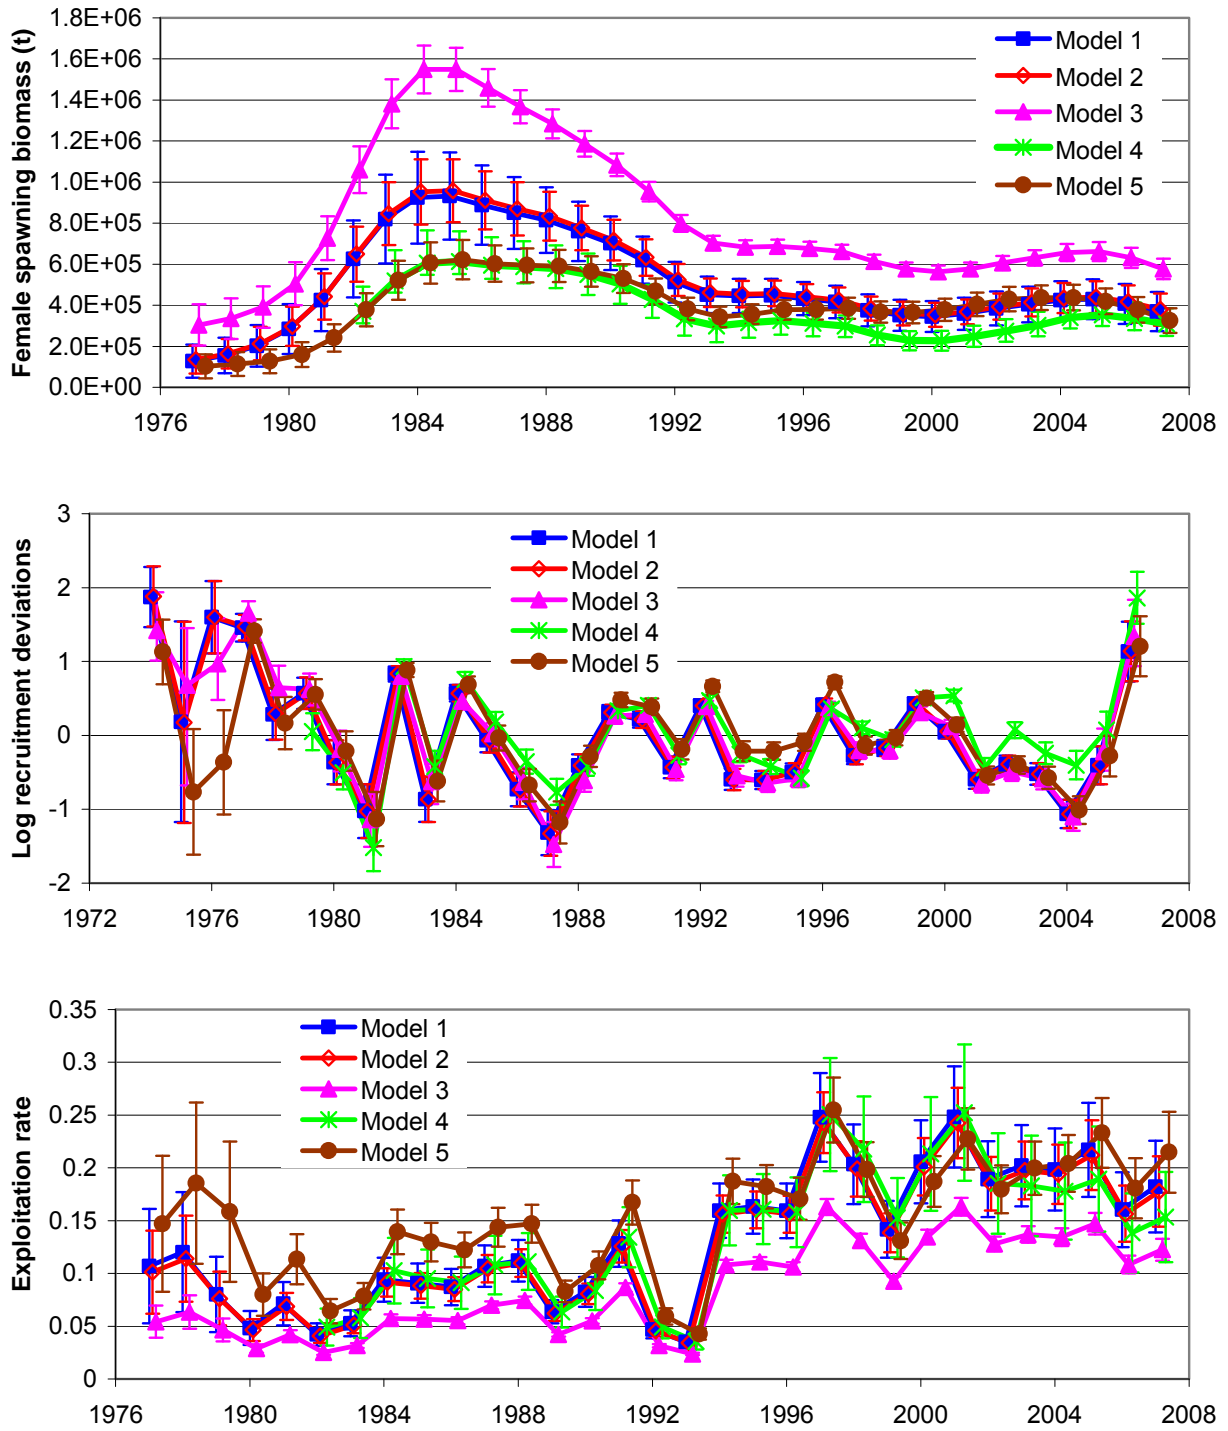 Female spawning biomass (t)
1.8E+06
1.6E+06
1.4E+06
1.2E+06
1.0E+06
8.0E+05
6.0E+05
4.0E+05
2.0E+05
0.0E+00
Model 1
Model 2
Model 3
Model 4
Model 5
1976 1980 1984 1988 1992 1996 2000 2004 2008
Log recruitment deviations
3
2
1
0
-1
-2
Model 1
Model 2
Model 3
Model 4
Model 5
1972 1976 1980 1984 1988 1992 1996 2000 2004 2008
Exploitation rate
0.35
0.3
0.25
0.2
0.15
0.1
0.05
0
Model 1
Model 2
Model 3
Model 4
Model 5
1976 1980 1984 1988 1992 1996 2000 2004 2008